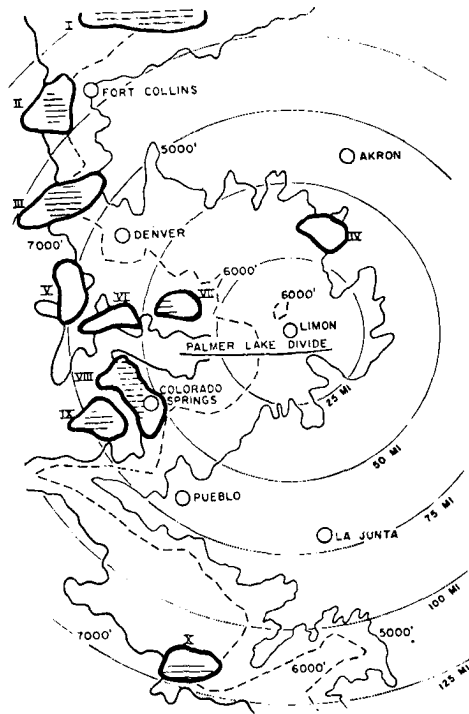 I
II
FORT COLLINS
5000'
AKRON
III
7000'
DENVER
IV
V
VI
VII
6000'
6000'
LIMON
PALMER LAKE DIVIDE
VIII
COLORADO
SPRINGS
IX
25 MI
50 MI
PUEBLO
75 MI
LA JUNTA
100 MI
7000'
X
6000'
5000'
125 MI